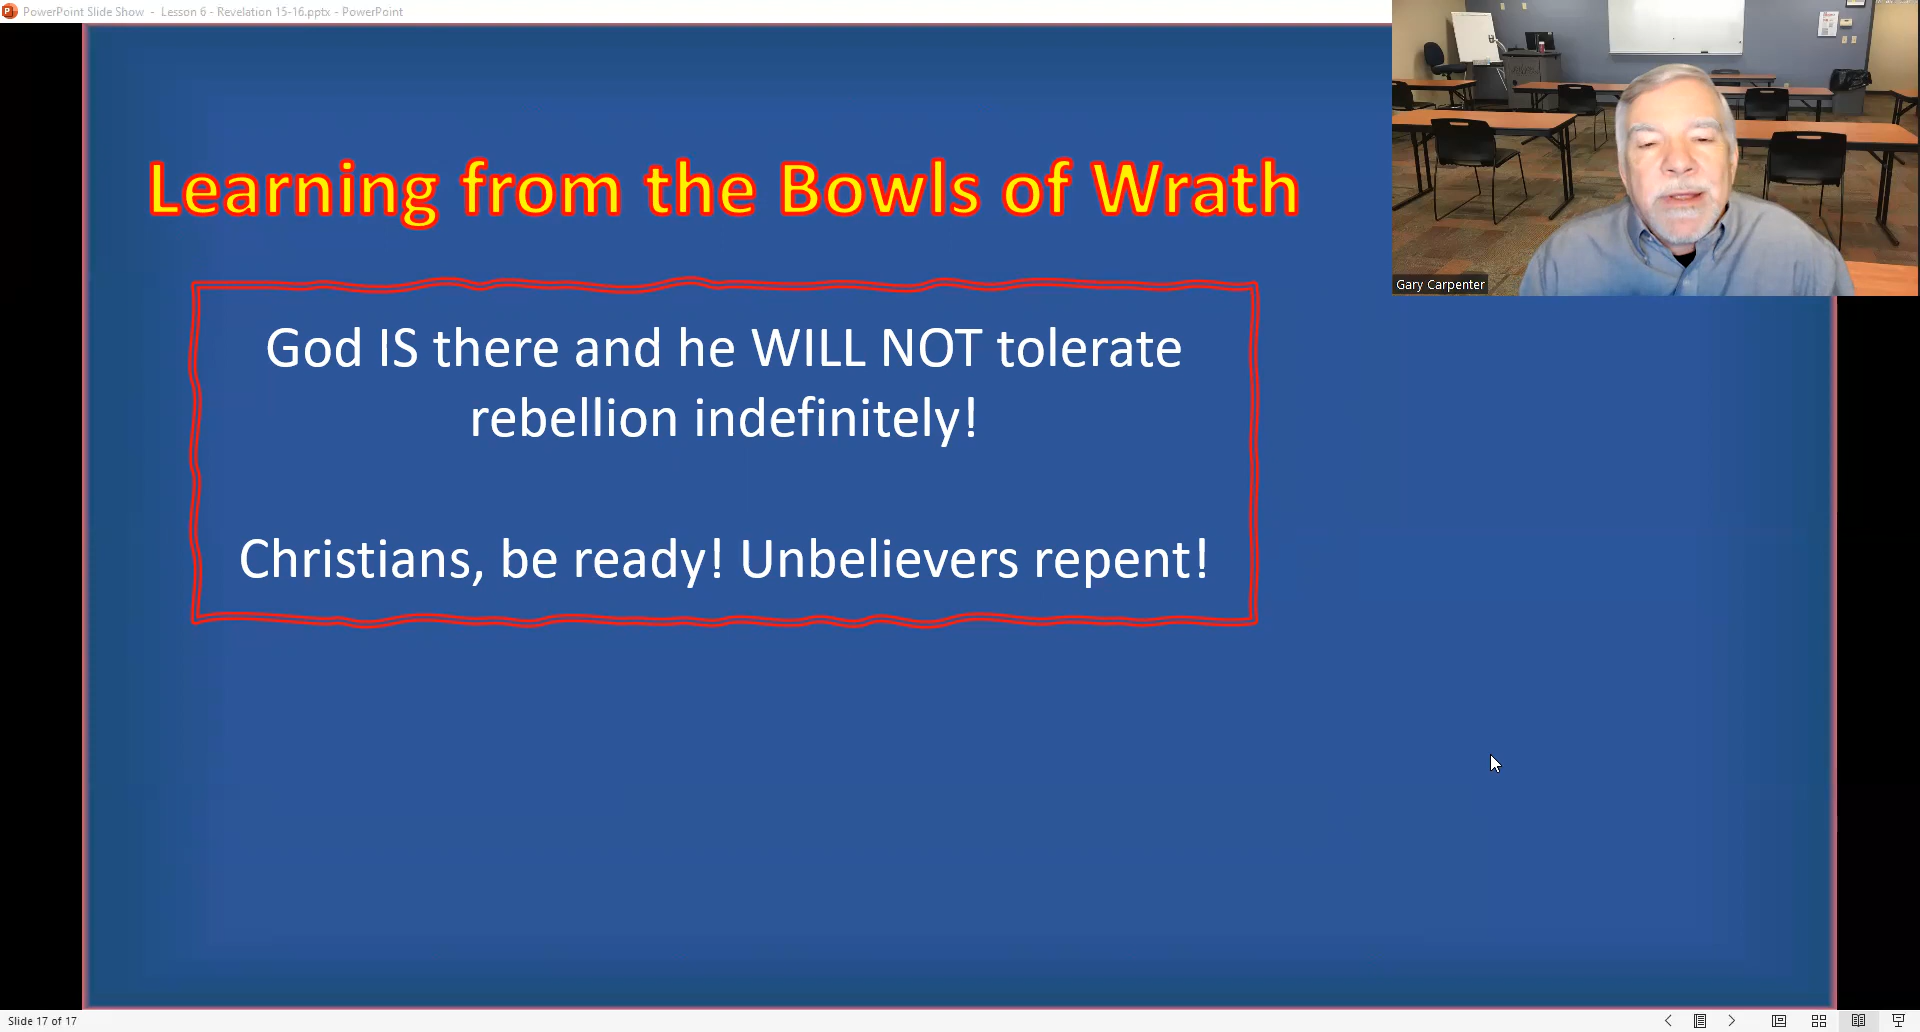 PowerPoint Slide Show - Lesson 6 - Revelation 15-16.pptx - PowerPoint
Learning from the Bowls of Wrath
God IS there and he WILL NOT tolerate
rebellion indefinitely!
Christians, be ready! Unbelievers repent!
Gary Carpenter
Slide 17 of 17